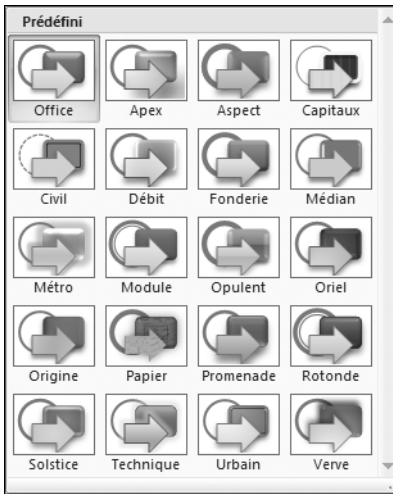 Prédéfini
Office Apex Aspect Capitaux
Civil Débit Fonderie Médian
Métro Module Opulent Oriel
Origine Papier Promenade Rotonde
Solstice Technique Urbain Verve